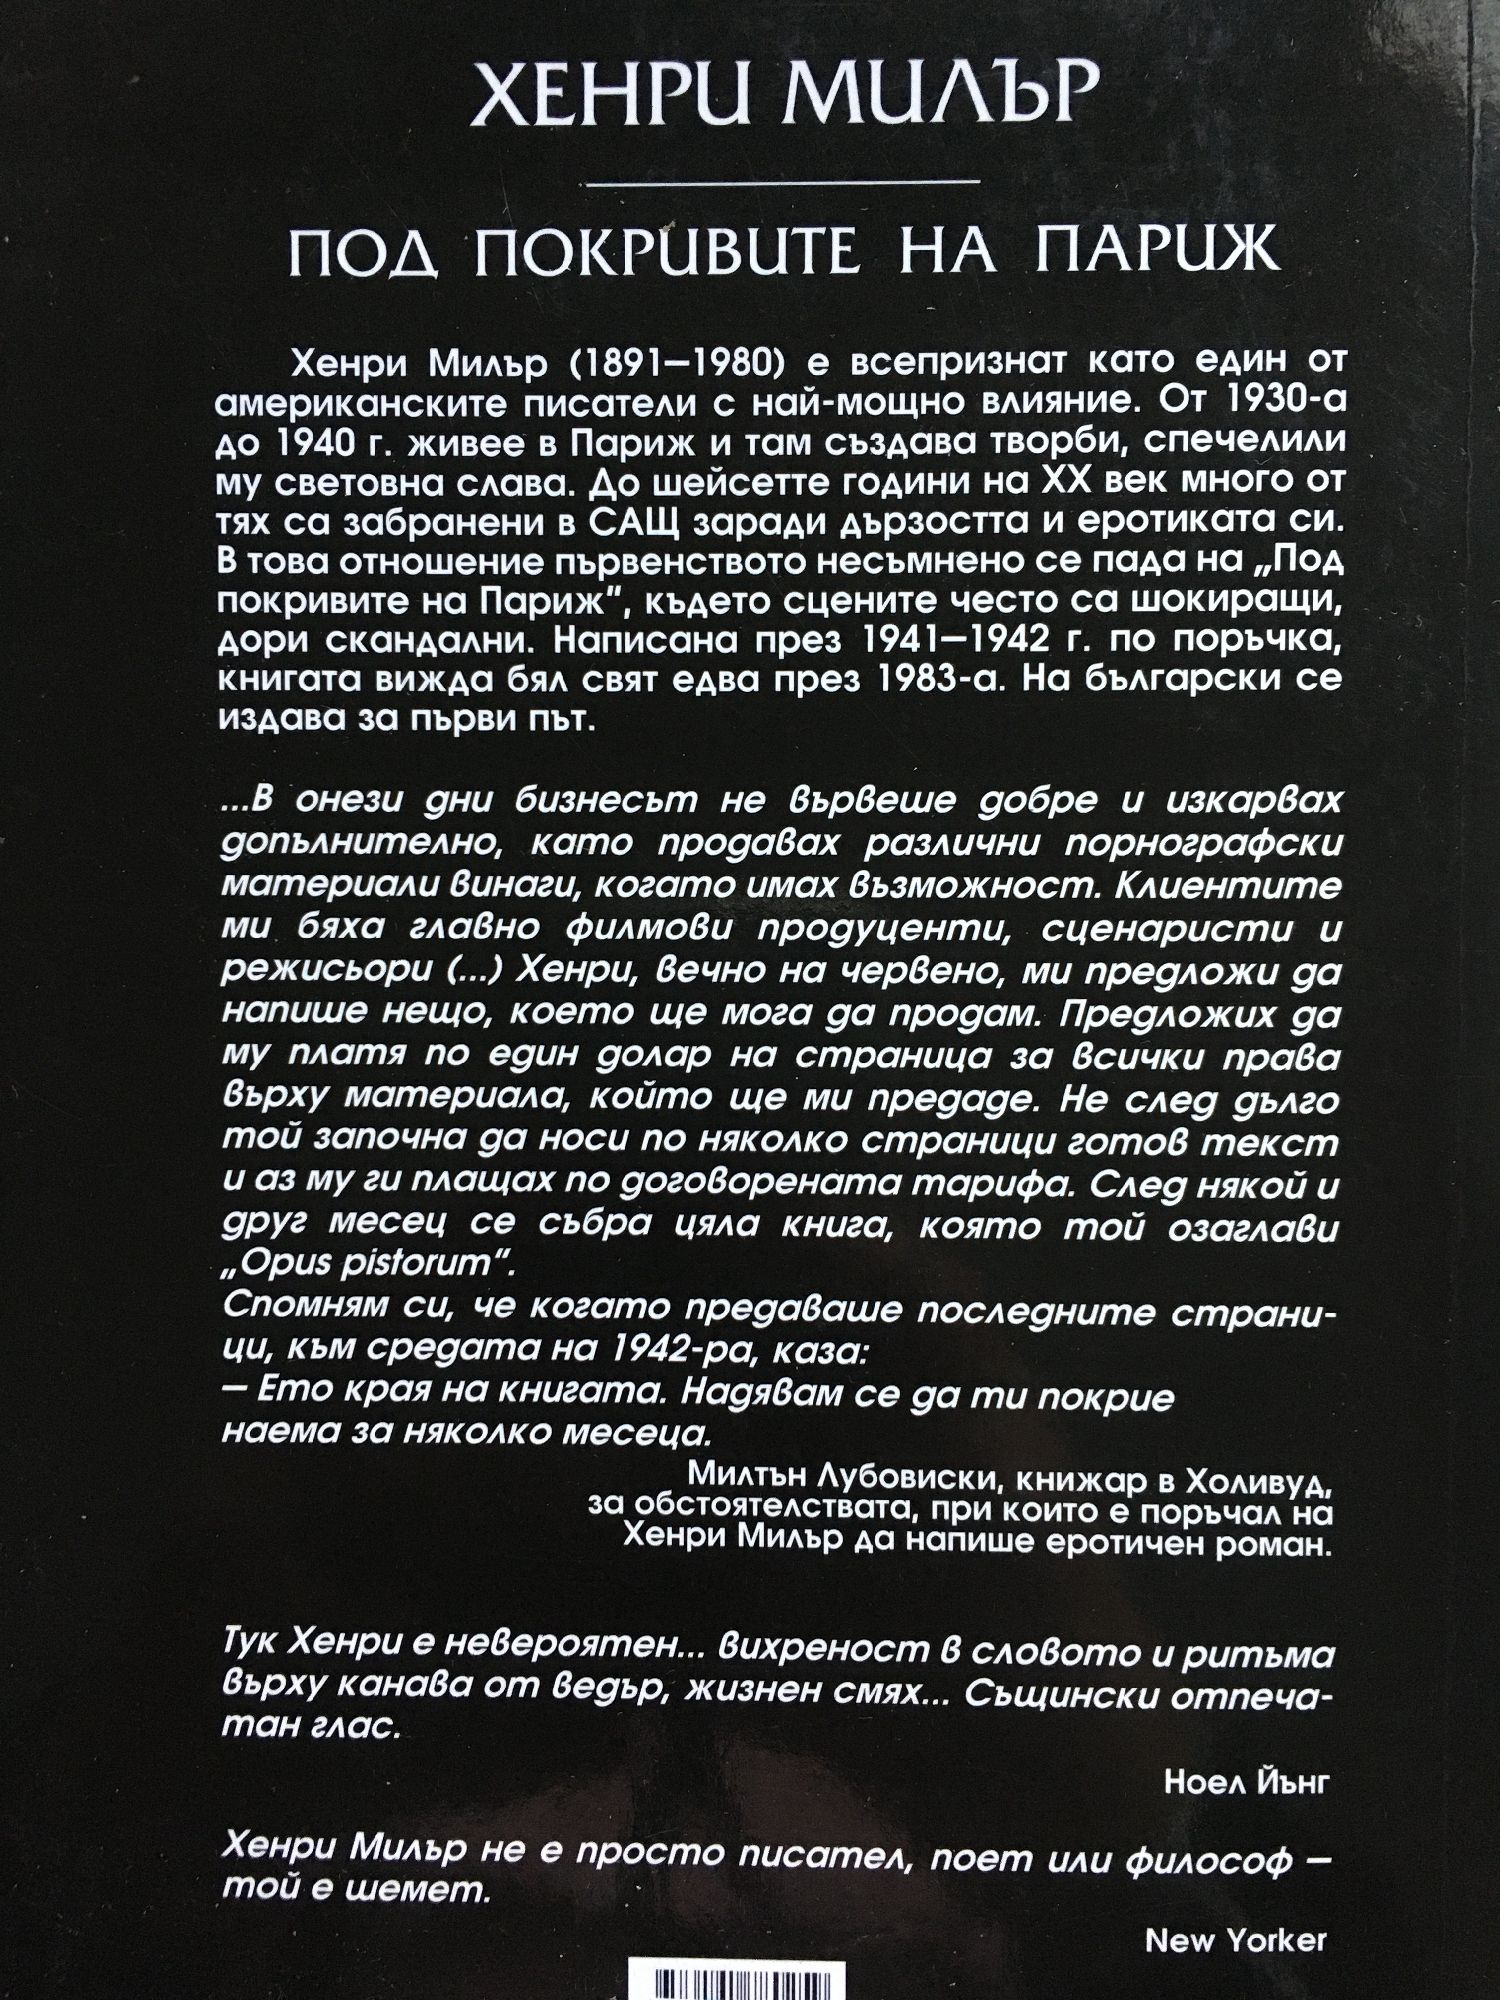 ХЕНРИ МИЛЪР
ПОД ПОКРИВИТЕ НА ПАРИЖ
Хенри Милър (1891–1980) е всепризнат като един от
американските писатели с най-мощно влияние. От 1930-а
до 1940 г. живее в Париж и там създава творби, спечелили
му световна слава. До шейсетте години на XX век много от
тях са забранени в САЩ заради дързостта и еротиката си.
В това отношение първенството несъмнено се пада на „Под
покривите на Париж”, където сцените често са шокиращи,
дори скандални. Написана през 1941–1942 г. по поръчка,
книгата вижда бял свят едва през 1983-а. На български се
издава за първи път.
...В онези дни бизнесът не вървеше добре и изкарвах
допълнително, като продавах различни порнографски
материали винаги, когато имах възможност. Клиентите
ми бяха главно филмови продуценти, сценаристи и
режисьори (...) Хенри, вечно на червено, ми предложи да
напише нещо, което ще мога да продам. Предложих да
му платя по един долар на страница за всички права
върху материала, който ще ми предаде. Не след дълго
той започна да носи по няколко страници готов текст
и аз му ги плащах по договорената тарифа. След някой и
друг месец се събра цяла книга, която той озаглави
„Opus pistorum”.
Спомням си, че когато предаваше последните страни-
ци, към средата на 1942-ра, каза:
– Ето края на книгата. Надявам се да ти покрие
наема за няколко месеца.
Милтън Лубовиски, книжар в Холивуд,
за обстоятелствата, при които е поръчал на
Хенри Милър да напише еротичен роман.
Тук Хенри е невероятен... вихреност в словото и ритъма
върху канава от ведър, жизнен смях... Същински отпеча-
тан глас.
Ноел Йънг
Хенри Милър не е просто писател, поет или философ –
той е шемет.
New Yorker